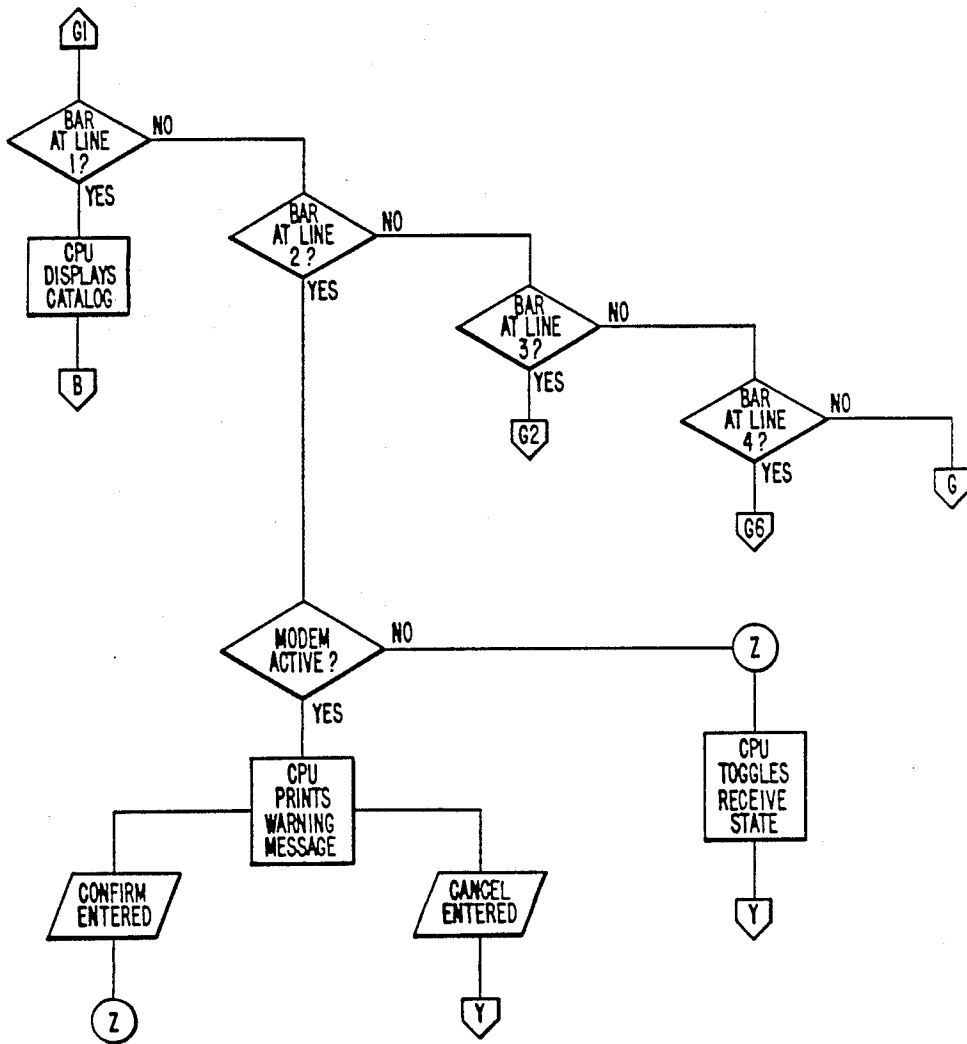 G1
BAR
AT LINE
1?
NO
YES
CPU
DISPLAYS
CATALOG
B
BAR
AT LINE
2?
NO
YES
BAR
AT LINE
3?
NO
YES
G2
BAR
AT LINE
4?
NO
YES
G6
G
MODEM
ACTIVE?
NO
YES
Z
CPU
TOGGLES
RECEIVE
STATE
Y
CPU
PRINTS
WARNING
MESSAGE
CONFIRM
ENTERED
Z
CANCEL
ENTERED
Y